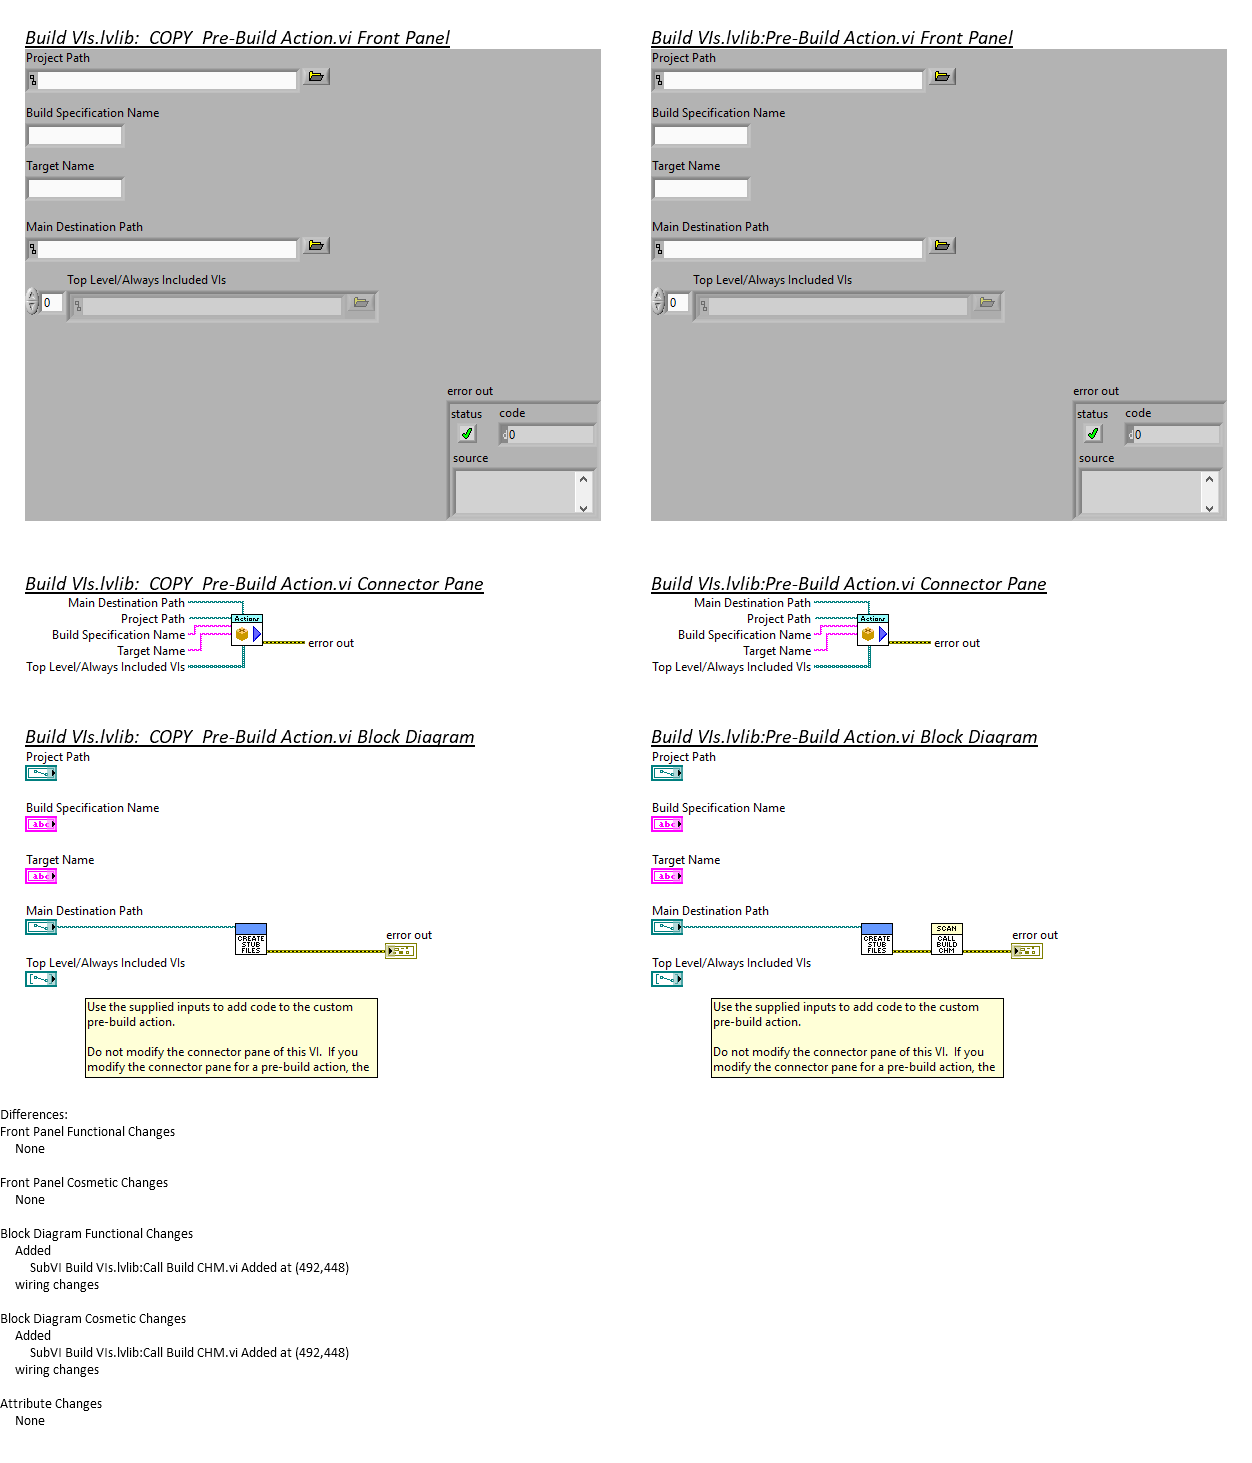 Build VIs.lvlib:_COPY_Pre-Build Action.vi Front Panel
Project Path
Build Specification Name
Target Name
Main Destination Path
Top Level/Always Included VIs
0
error out
status code
0
source
Build VIs.lvlib:Pre-Build Action.vi Front Panel
Project Path
Build Specification Name
Target Name
Main Destination Path
Top Level/Always Included VIs
0
error out
status code
0
source
Build VIs.lvlib:_COPY_Pre-Build Action.vi Connector Pane
Main Destination Path
Project Path
Build Specification Name
Target Name
Top Level/Always Included VIs
Actions
error out
Build VIs.lvlib:Pre-Build Action.vi Connector Pane
Main Destination Path
Project Path
Build Specification Name
Target Name
Top Level/Always Included VIs
Actions
error out
Build VIs.lvlib:_COPY_Pre-Build Action.vi Block Diagram
Project Path
abc
Build Specification Name
abc
Target Name
Main Destination Path
CREATE
STUB
FILES
error out
Top Level/Always Included VIs
Use the supplied inputs to add code to the custom
pre-build action.
Do not modify the connector pane of this VI.  If you
modify the connector pane for a pre-build action, the
Build VIs.lvlib:Pre-Build Action.vi Block Diagram
Project Path
Build Specification Name
abc
Target Name
abc
Main Destination Path
CREATE
STUB
FILES
SCAN
CALL
BUILD
CHM
error out
Top Level/Always Included VIs
Use the supplied inputs to add code to the custom
pre-build action.
Do not modify the connector pane of this VI.  If you
modify the connector pane for a pre-build action, the
Differences:
Front Panel Functional Changes
None
Front Panel Cosmetic Changes
None
Block Diagram Functional Changes
Added
SubVI Build VIs.lvlib:Call Build CHM.vi Added at (492,448)
wiring changes
Block Diagram Cosmetic Changes
Added
SubVI Build VIs.lvlib:Call Build CHM.vi Added at (492,448)
wiring changes
Attribute Changes
None